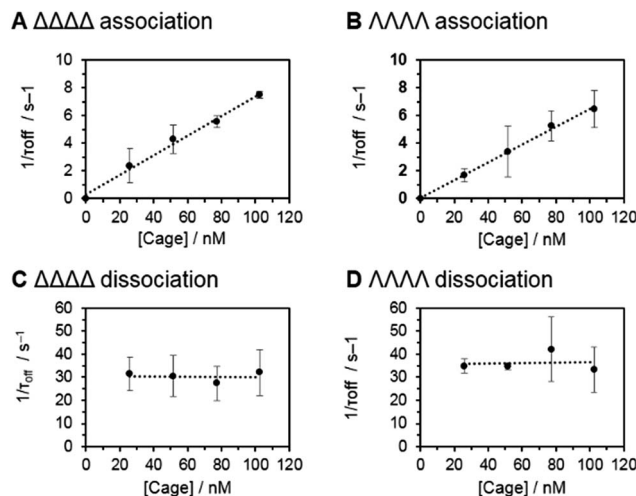 A ΔΔΔΔ association
8
6
4
2
0
1/τoff / s–1
0 20 40 60 80 100 120
[Cage] / nM
B ΛΛΛΛ association
8
6
4
2
0
1/τoff / s–1
0 20 40 60 80 100 120
[Cage] / nM
C ΔΔΔΔ dissociation
60
50
40
30
20
10
0
1/τoff / s⁻¹
0 20 40 60 80 100 120
[Cage] / nM
D ΛΛΛΛ dissociation
60
50
40
30
20
10
0
1/τoff / s–1
0 20 40 60 80 100 120
[Cage] / nM